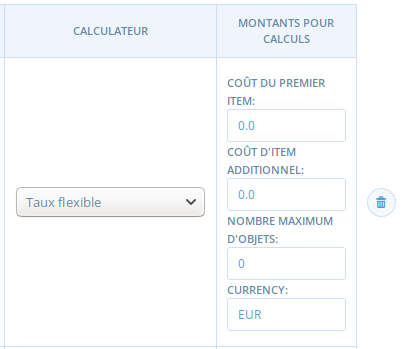 CALCULATEUR
MONTANTS POUR
CALCULS
Taux flexible
COÛT DU PREMIER
ITEM:
0.0
COÛT D'ITEM
ADDITIONNEL:
0.0
NOMBRE MAXIMUM
D'OBJETS:
0
CURRENCY:
EUR